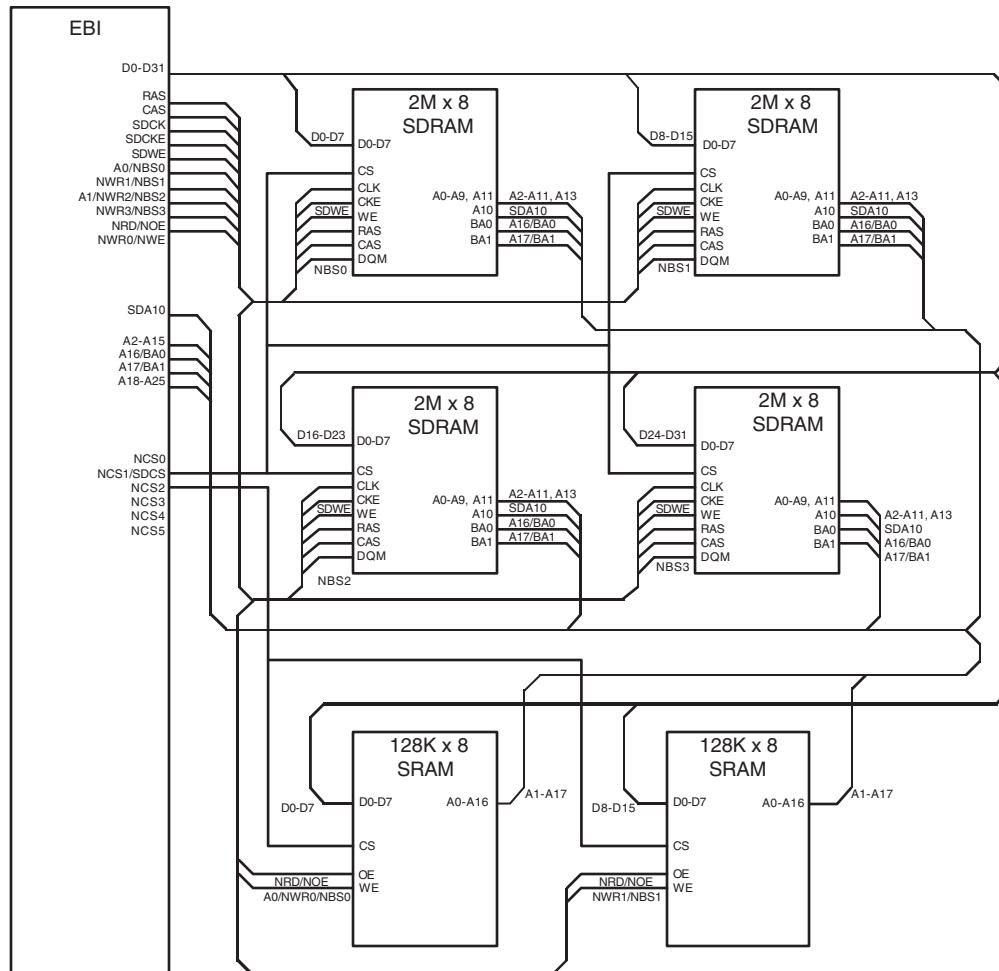 EBI
D0-D31
RAS
CAS
SDCK
SDCKE
SDWE
A0/NBS0
NWR1/NBS1
A1/NWR2/NBS2
NWR3/NBS3
NRD/NOE
NWR0/NWE
SDA10
A2-A15
A16/BA0
A17/BA1
A18-A25
NCS0
NCS1/SDCS
NCS2
NCS3
NCS4
NCS5
2M x 8
SDRAM
D0-D7
D0-D7
CS
CLK
CKE
SDWE
WE
RAS
CAS
DQM
NBS0
A0-A9, A11
A10
BA0
BA1
A2-A11, A13
SDA10
A16/BA0
A17/BA1
2M x 8
SDRAM
D8-D15
D0-D7
CS
CLK
CKE
SDWE
WE
RAS
CAS
DQM
NBS1
A0-A9, A11
A10
BA0
BA1
A2-A11, A13
SDA10
A16/BA0
A17/BA1
2M x 8
SDRAM
D16-D23
D0-D7
CS
CLK
CKE
SDWE
WE
RAS
CAS
DQM
NBS2
A0-A9, A11
A10
BA0
BA1
A2-A11, A13
SDA10
A16/BA0
A17/BA1
2M x 8
SDRAM
D24-D31
D0-D7
CS
CLK
CKE
SDWE
WE
RAS
CAS
DQM
NBS3
A0-A9, A11
A10
BA0
BA1
A2-A11, A13
SDA10
A16/BA0
A17/BA1
128K x 8
SRAM
D0-D7
D0-D7
A0-A16
A1-A17
CS
OE
NRD/NOE
WE
A0/NWR0/NBS0
128K x 8
SRAM
D8-D15
D0-D7
A0-A16
A1-A17
CS
OE
NRD/NOE
WE
NWR1/NBS1